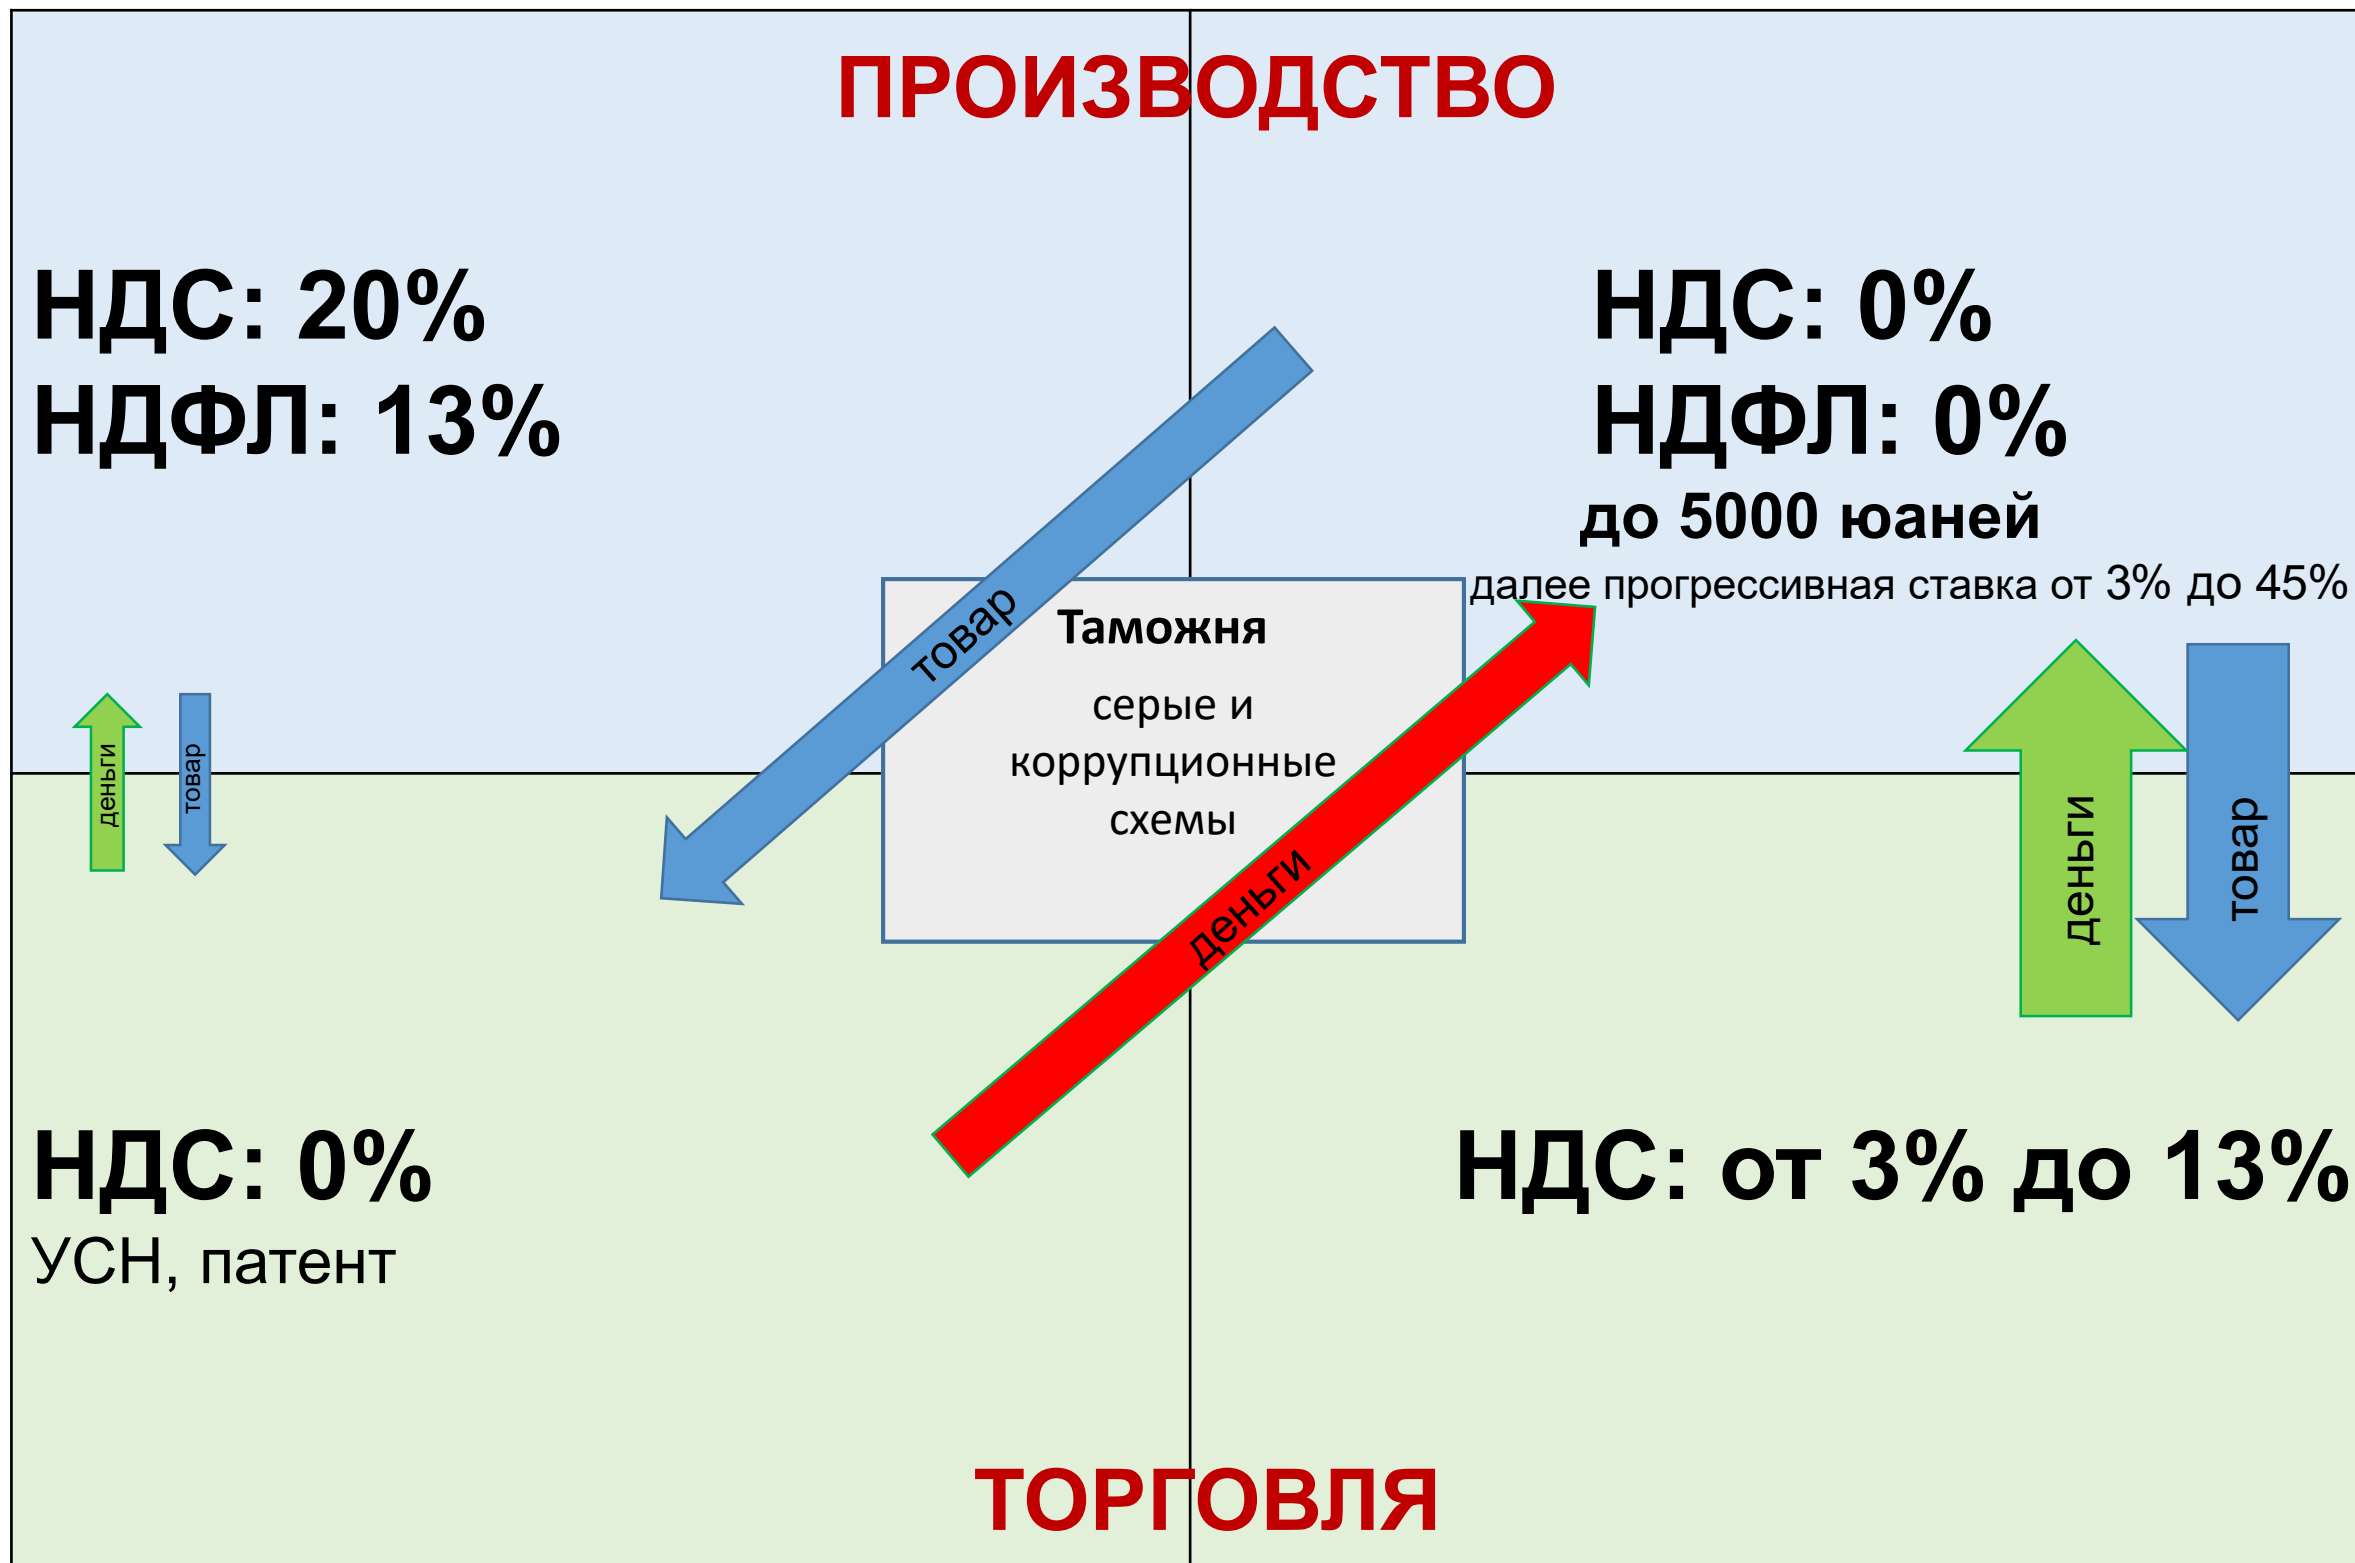 ПРОИЗВОДСТВО
НДС: 20%
НДФЛ: 13%
НДС: 0%
НДФЛ: 0%
до 5000 юаней
далее прогрессивная ставка от 3% до 45%
товар
Таможня
серые и
коррупционные
схемы
деньги
деньги
товар
деньги
товар
НДС: 0%
УСН, патент
НДС: от 3% до 13%
ТОРГОВЛЯ